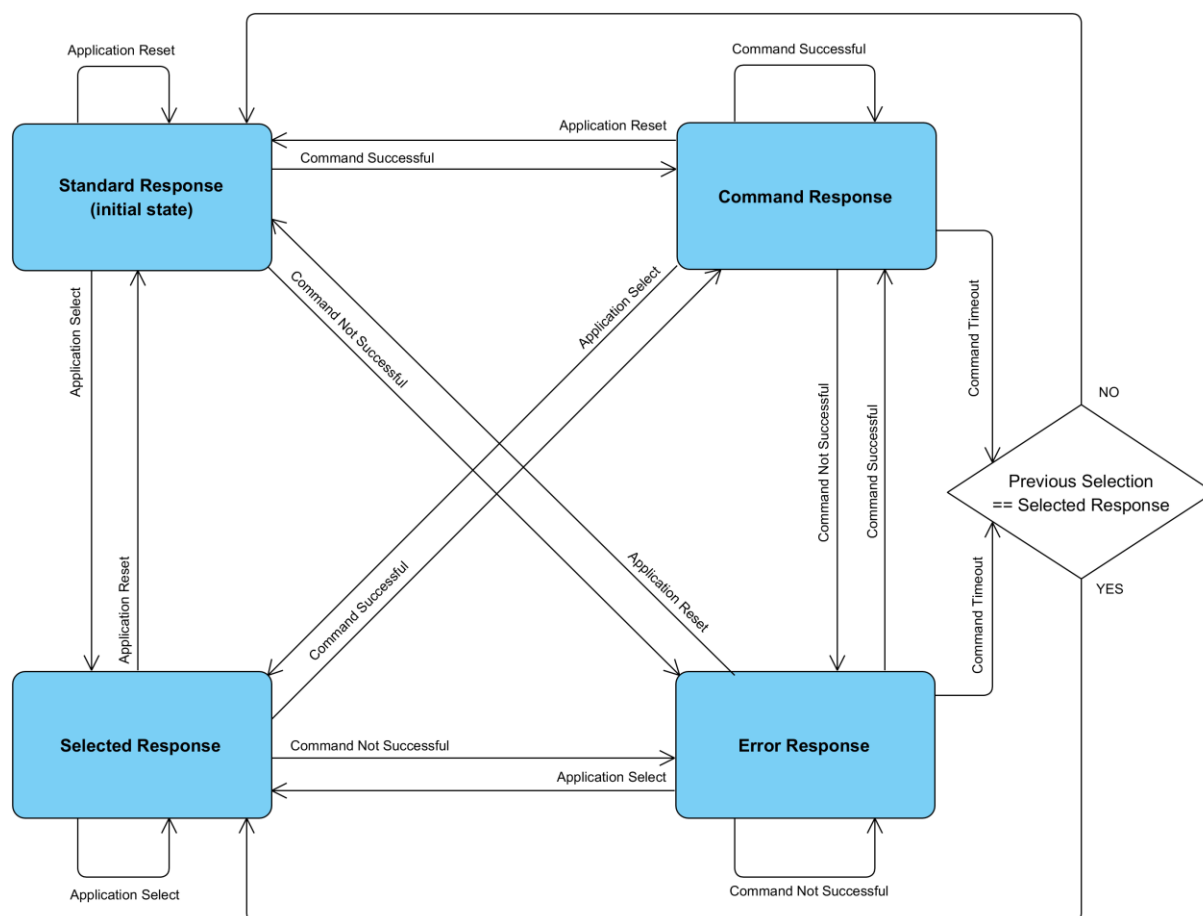 Application Reset
Command Successful
Application Reset
Command Successful
Standard Response
(initial state)
Command Response
Application Select
Command Not Successful
Application Select
Command Timeout
NO
Command Not Successful
Command Successful
Previous Selection
== Selected Response
Application Reset
Command Successful
Application Reset
Command Timeout
YES
Selected Response
Command Not Successful
Error Response
Application Select
Application Select
Command Not Successful